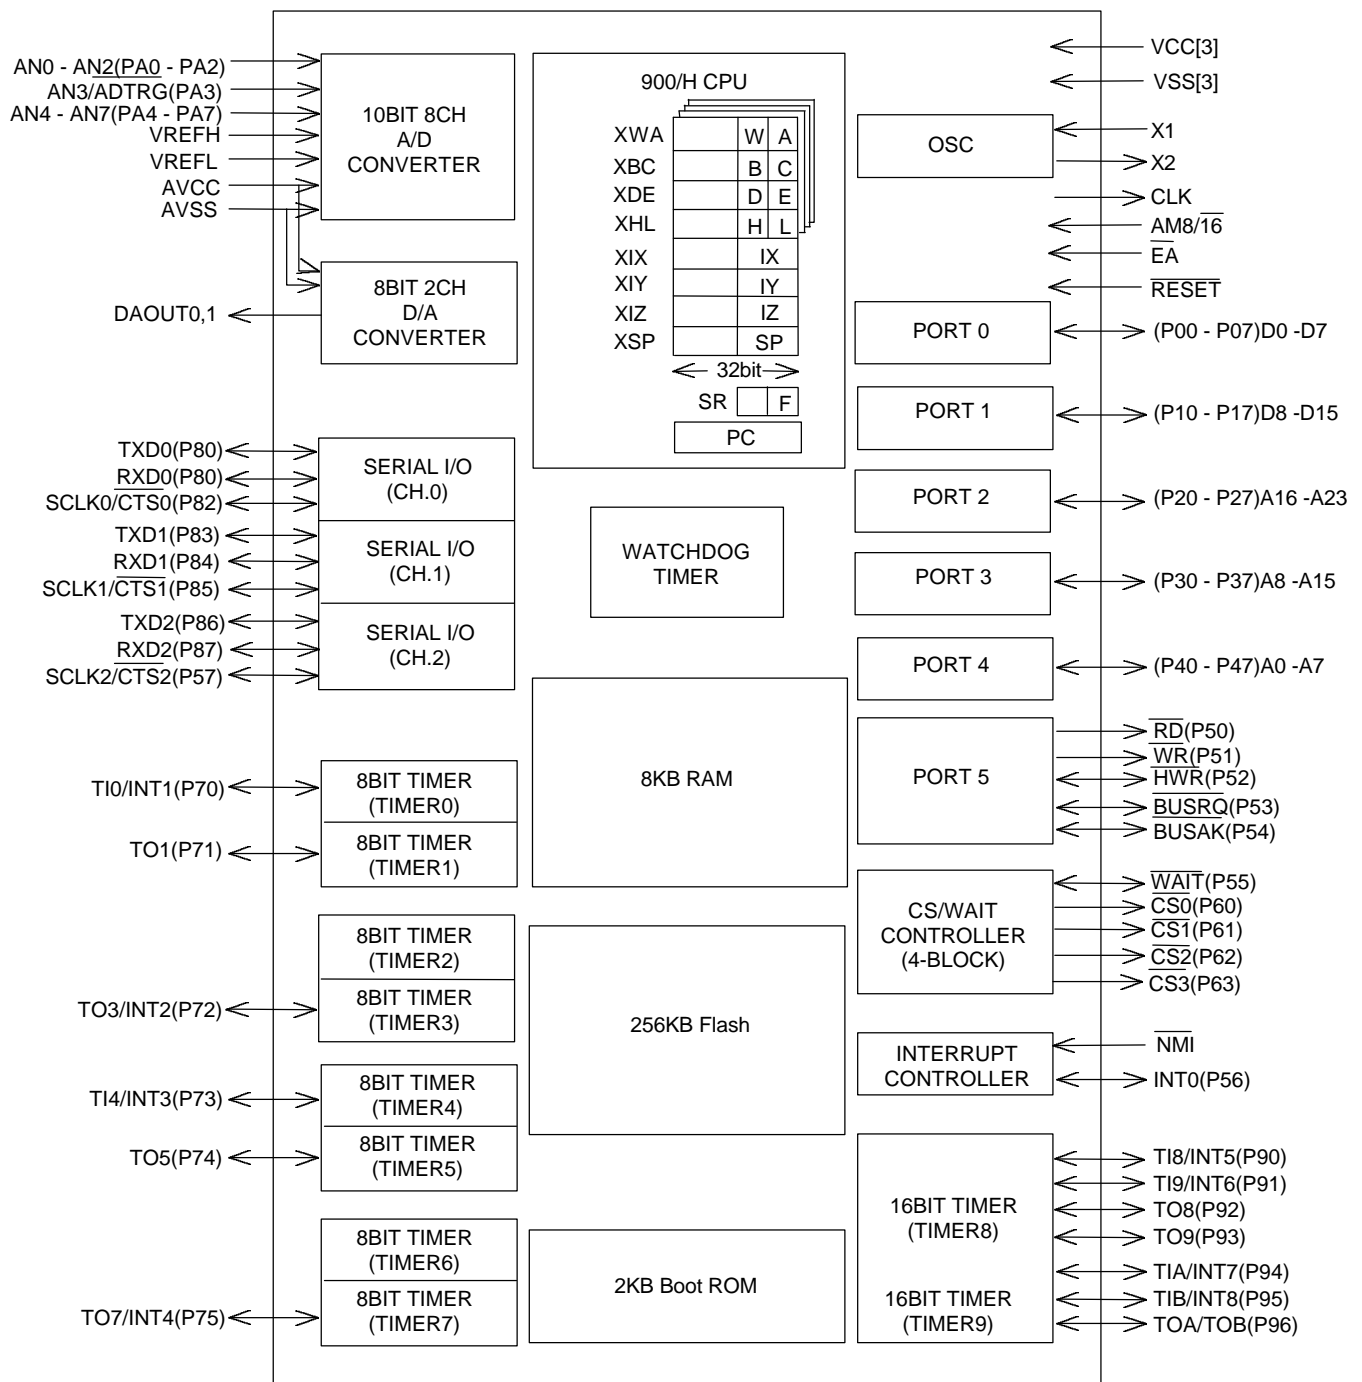 AN0 - AN2(PA0 - PA2)
AN3/ADTRG(PA3)
AN4 - AN7(PA4 - PA7)
VREFH
VREFL
AVCC
AVSS
10BIT 8CH
A/D
CONVERTER
8BIT 2CH
D/A
CONVERTER
DAOUT0,1
TXD0(P80)
RXD0(P80)
SCLK0/CTS0(P82)
TXD1(P83)
RXD1(P84)
SCLK1/CTS1(P85)
TXD2(P86)
RXD2(P87)
SCLK2/CTS2(P57)
SERIAL I/O
(CH.0)
SERIAL I/O
(CH.1)
SERIAL I/O
(CH.2)
TI0/INT1(P70)
TO1(P71)
8BIT TIMER
(TIMER0)
8BIT TIMER
(TIMER1)
TO3/INT2(P72)
8BIT TIMER
(TIMER2)
8BIT TIMER
(TIMER3)
TI4/INT3(P73)
TO5(P74)
8BIT TIMER
(TIMER4)
8BIT TIMER
(TIMER5)
TO7/INT4(P75)
8BIT TIMER
(TIMER6)
8BIT TIMER
(TIMER7)
900/H CPU
XWA W A
XBC B C
XDE D E
XHL H L
XIX IX
XIY IY
XIZ IZ
XSP SP
32bit
SR F
PC
WATCHDOG
TIMER
8KB RAM
256KB Flash
2KB Boot ROM
OSC
VCC[3]
VSS[3]
X1
X2
CLK
AM8/16
EA
RESET
PORT 0
(P00 - P07)D0 -D7
PORT 1
(P10 - P17)D8 -D15
PORT 2
(P20 - P27)A16 -A23
PORT 3
(P30 - P37)A8 -A15
PORT 4
(P40 - P47)A0 -A7
PORT 5
RD(P50)
WR(P51)
HWR(P52)
BUSRQ(P53)
BUSAK(P54)
CS/WAIT
CONTROLLER
(4-BLOCK)
WAIT(P55)
CS0(P60)
CS1(P61)
CS2(P62)
CS3(P63)
INTERRUPT
CONTROLLER
NMI
INT0(P56)
16BIT TIMER
(TIMER8)
16BIT TIMER
(TIMER9)
TI8/INT5(P90)
TI9/INT6(P91)
TO8(P92)
TO9(P93)
TIA/INT7(P94)
TIB/INT8(P95)
TOA/TOB(P96)